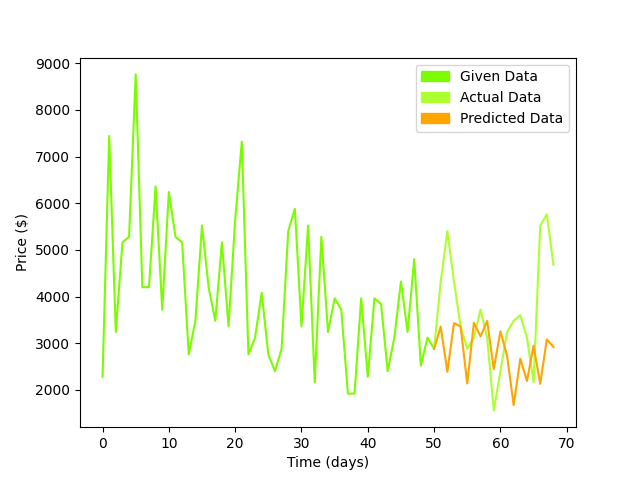 Given Data
Actual Data
Predicted Data
Price ($)
9000
8000
7000
6000
5000
4000
3000
2000
0 10 20 30 40 50 60 70
Time (days)